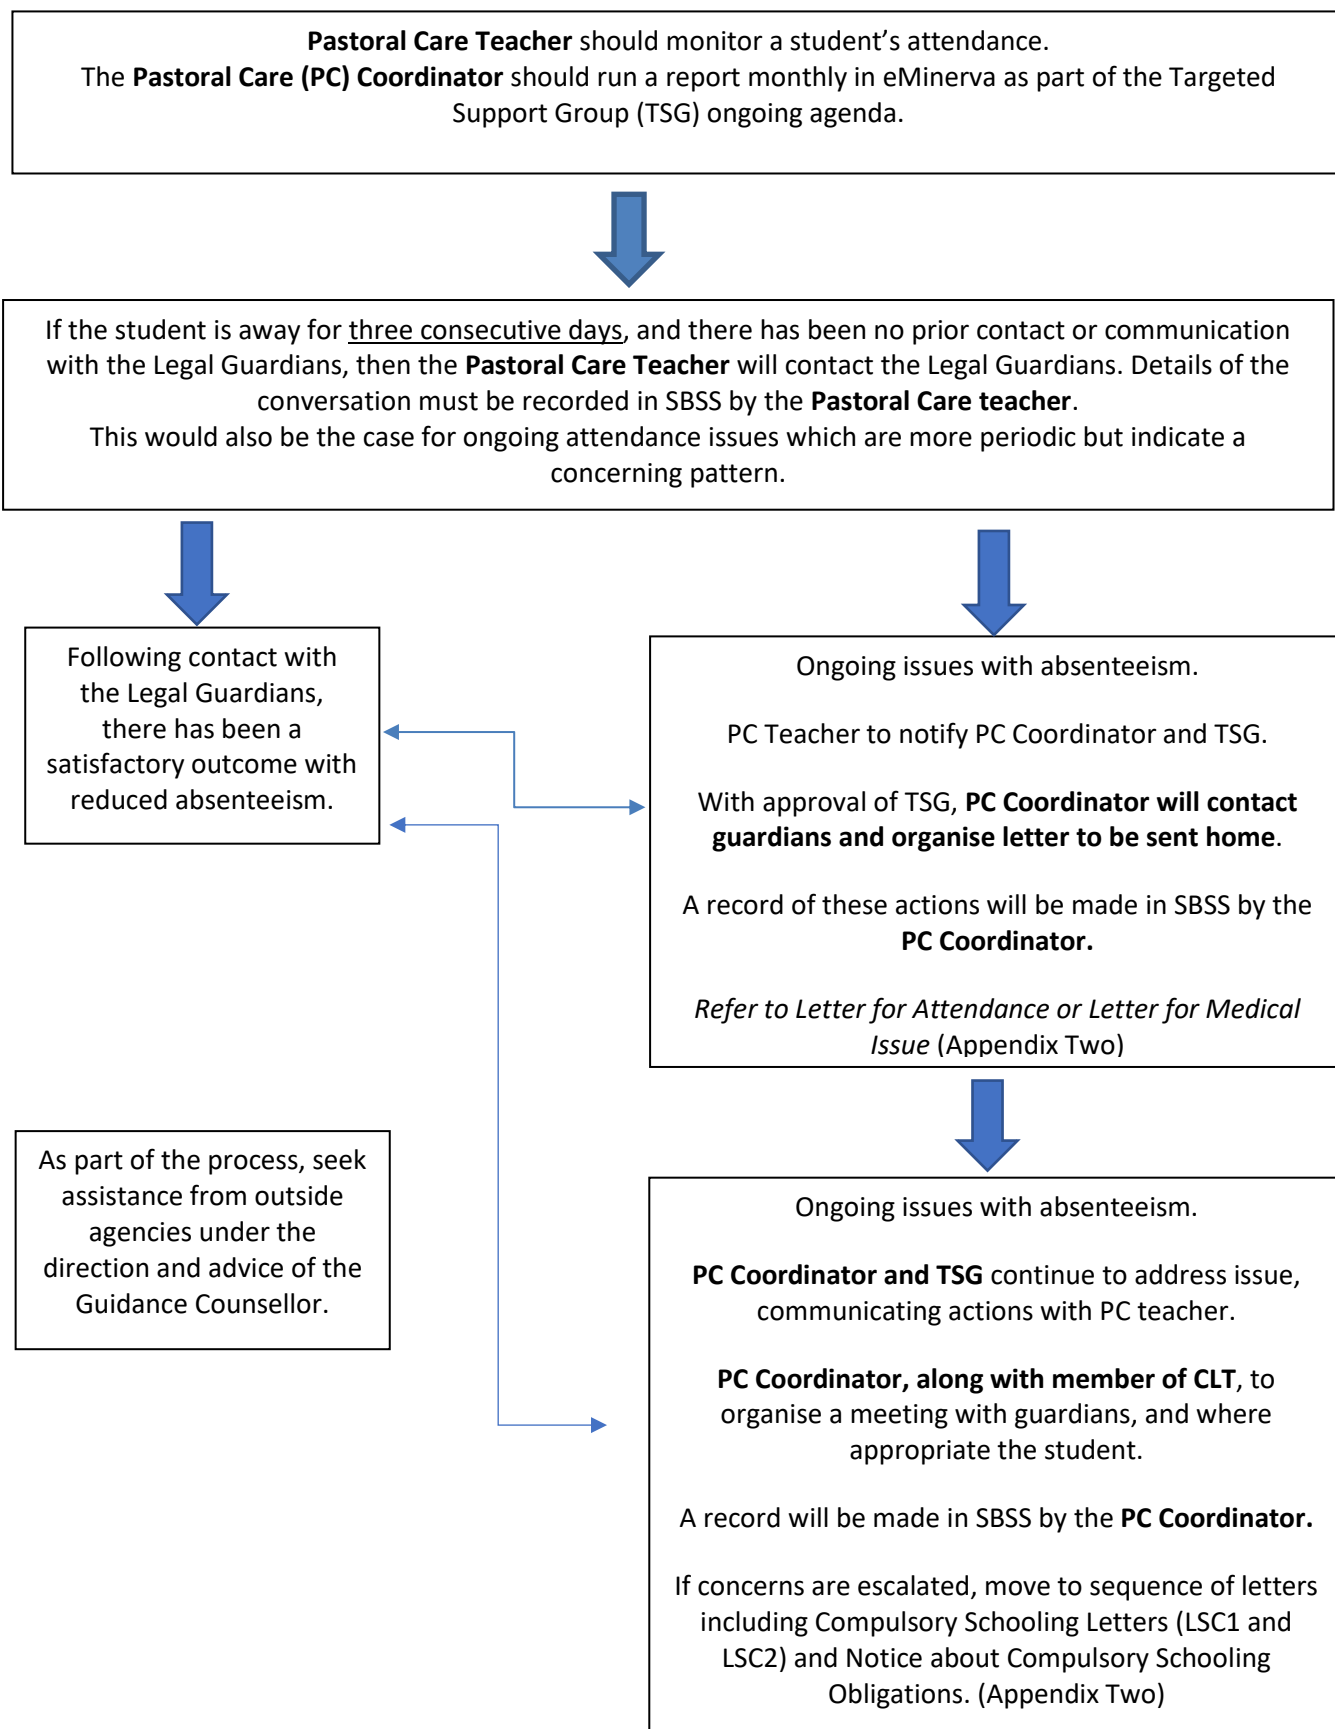 Pastoral Care Teacher should monitor a student’s attendance.
The Pastoral Care (PC) Coordinator should run a report monthly in eMinerva as part of the Targeted
Support Group (TSG) ongoing agenda.
If the student is away for three consecutive days, and there has been no prior contact or communication
with the Legal Guardians, then the Pastoral Care Teacher will contact the Legal Guardians. Details of the
conversation must be recorded in SBSS by the Pastoral Care teacher.
This would also be the case for ongoing attendance issues which are more periodic but indicate a
concerning pattern.
Following contact with
the Legal Guardians,
there has been a
satisfactory outcome with
reduced absenteeism.
Ongoing issues with absenteeism.
PC Teacher to notify PC Coordinator and TSG.
With approval of TSG, PC Coordinator will contact
guardians and organise letter to be sent home.
A record of these actions will be made in SBSS by the
PC Coordinator.
Refer to Letter for Attendance or Letter for Medical
Issue (Appendix Two)
As part of the process, seek
assistance from outside
agencies under the
direction and advice of the
Guidance Counsellor.
Ongoing issues with absenteeism.
PC Coordinator and TSG continue to address issue,
communicating actions with PC teacher.
PC Coordinator, along with member of CLT, to
organise a meeting with guardians, and where
appropriate the student.
A record will be made in SBSS by the PC Coordinator.
If concerns are escalated, move to sequence of letters
including Compulsory Schooling Letters (LSC1 and
LSC2) and Notice about Compulsory Schooling
Obligations. (Appendix Two)